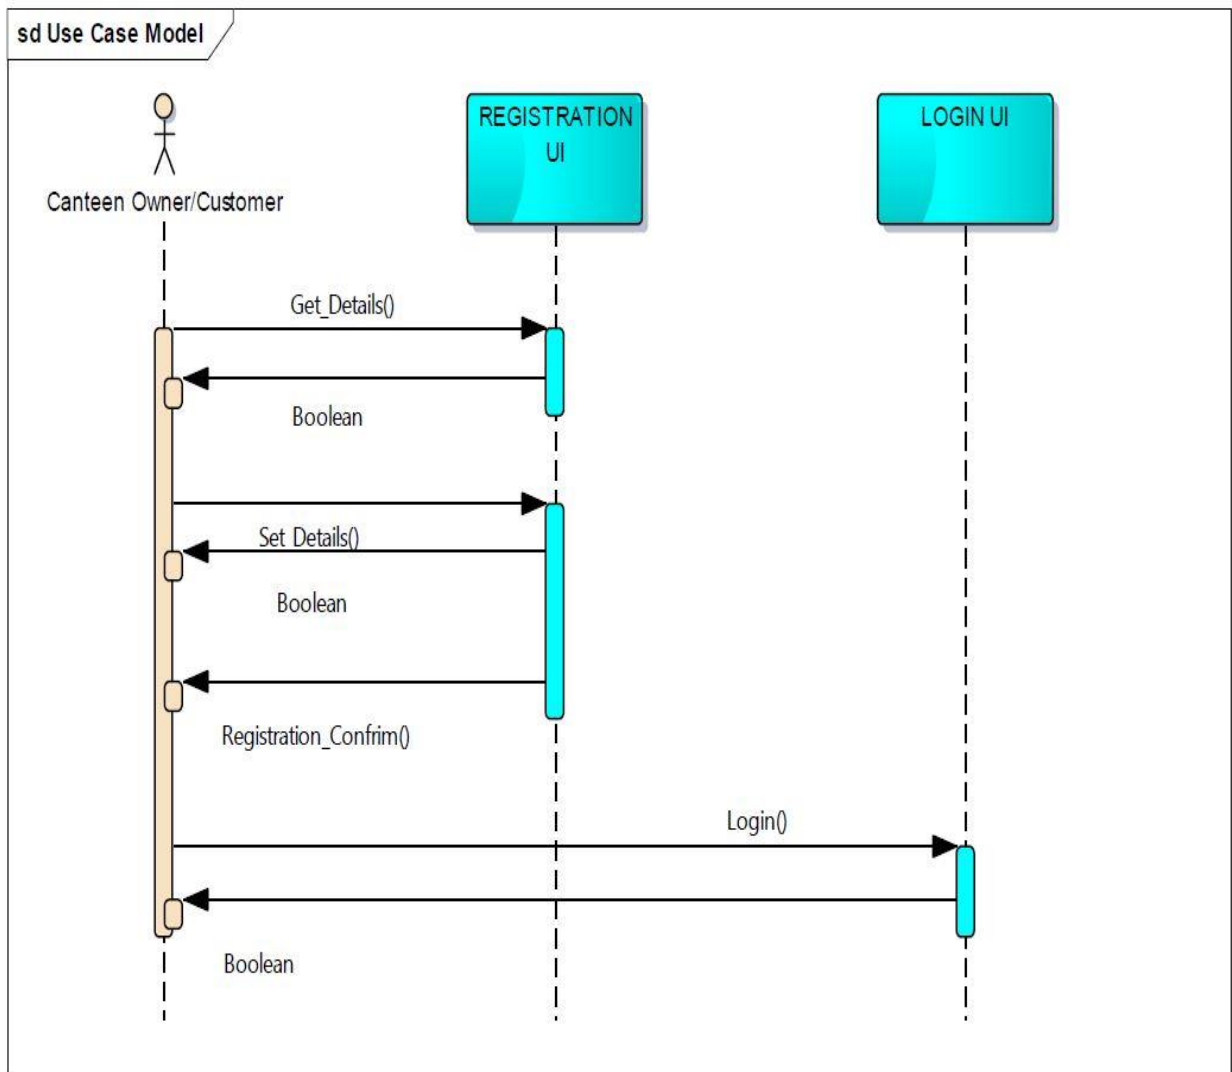 sd Use Case Model
Canteen Owner/Customer
REGISTRATION
UI
LOGIN UI
Get_Details()
Boolean
Set Details()
Boolean
Registration_Confrim()
Login()
Boolean